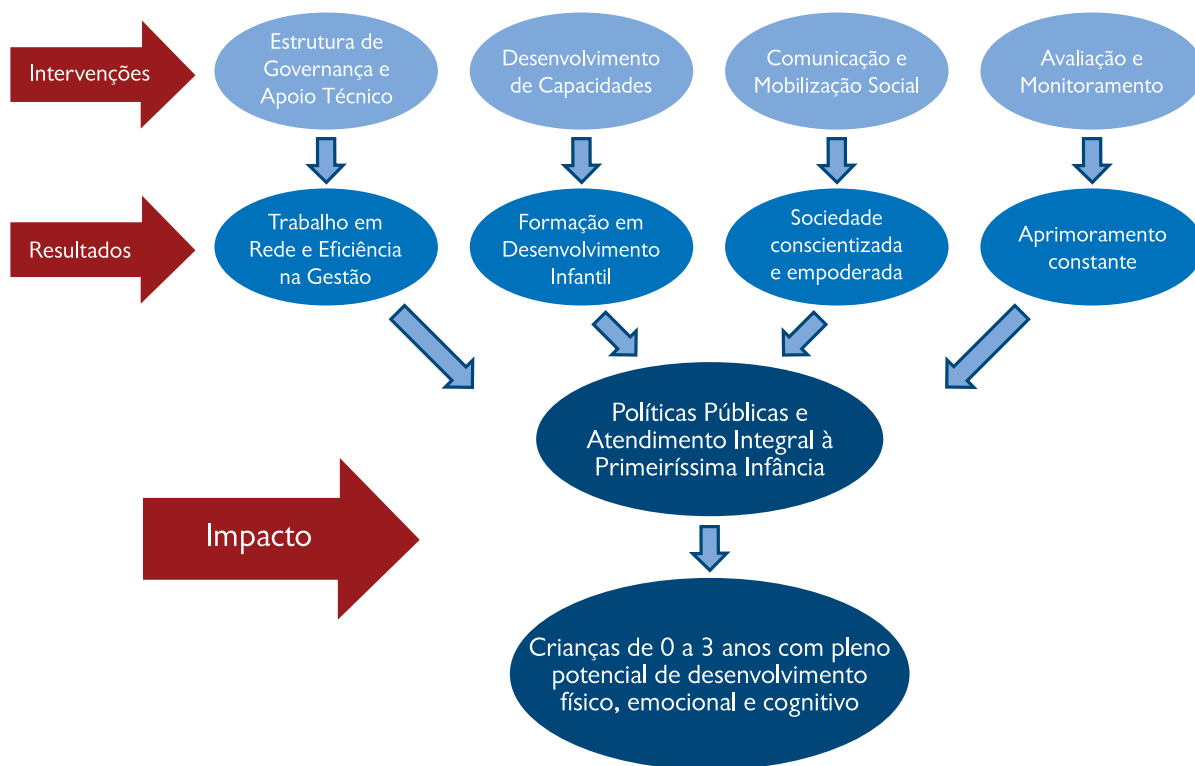 Intervenções
Estrutura de
Governança e
Apoio Técnico
Desenvolvimento
de Capacidades
Comunicação e
Mobilização Social
Avaliação e
Monitoramento
Resultados
Trabalho em
Rede e Eficiência
na Gestão
Formação em
Desenvolvimento
Infantil
Sociedade
conscientizada
e empoderada
Aprimoramento
constante
Impacto
Políticas Públicas e
Atendimento Integral à
Primeiríssima Infância
Crianças de 0 a 3 anos com pleno
potencial de desenvolvimento
físico, emocional e cognitivo